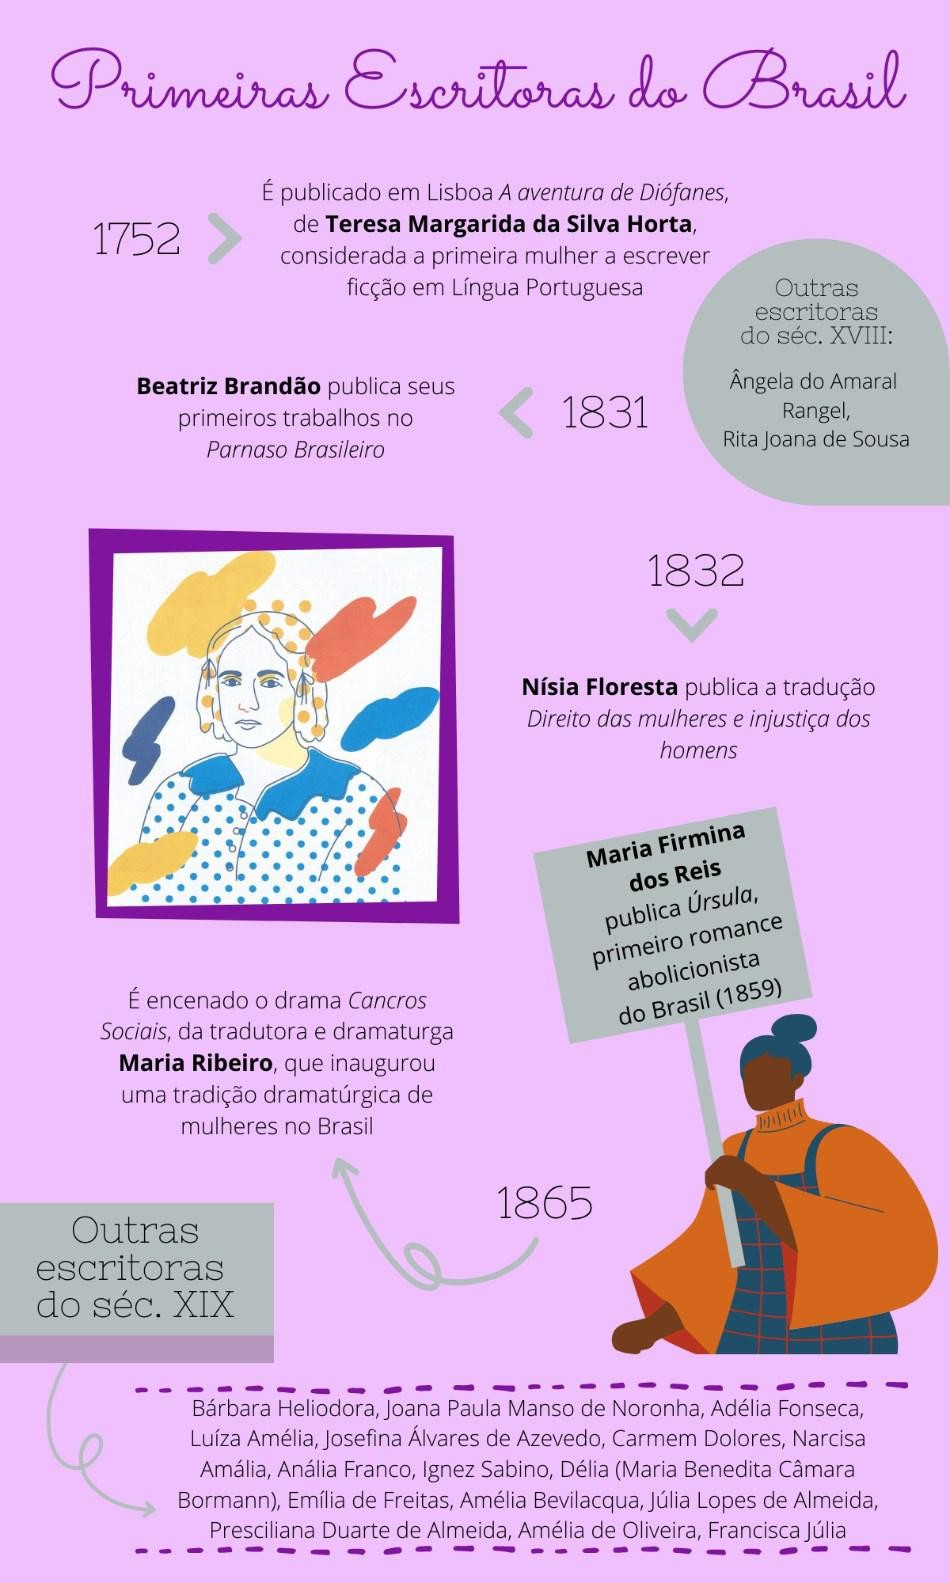 Primeiras Escritoras do Brasil
1752
É publicado em Lisboa A aventura de Diófanes,
de Teresa Margarida da Silva Horta,
considerada a primeira mulher a escrever
ficção em Língua Portuguesa
Outras
escritoras
do séc. XVIII:
Ângela do Amaral
Rangel,
Rita Joana de Sousa
1831
Beatriz Brandão publica seus
primeiros trabalhos no
Parnaso Brasileiro
1832
Nísia Floresta publica a tradução
Direito das mulheres e injustiça dos
homens
Maria Firmina
dos Reis
publica Úrsula,
primeiro romance
abolicionista
do Brasil (1859)
1865
É encenado o drama Cancros
Sociais, da tradutora e dramaturga
Maria Ribeiro, que inaugurou
uma tradição dramatúrgica de
mulheres no Brasil
Outras
escritoras
do séc. XIX
Bárbara Heliodora, Joana Paula Manso de Noronha, Adélia Fonseca,
Luíza Amélia, Josefina Álvares de Azevedo, Carmem Dolores, Narcisa
Amália, Anália Franco, Ignez Sabino, Délia (Maria Benedita Câmara
Bormann), Emília de Freitas, Amélia Bevilacqua, Júlia Lopes de Almeida,
Presciliana Duarte de Almeida, Amélia de Oliveira, Francisca Júlia